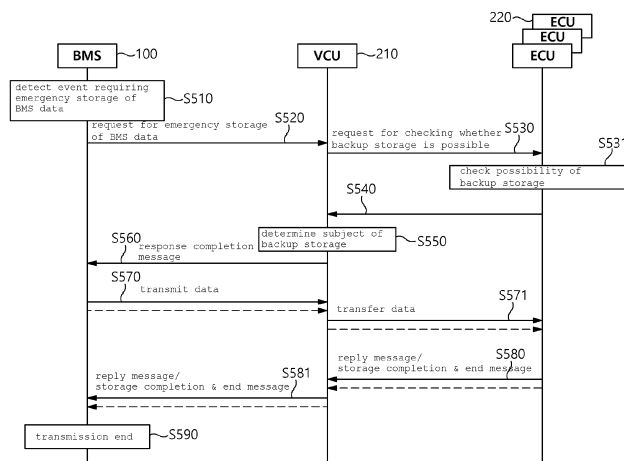 220
ECU
ECU
BMS
100
VCU
210
ECU
detect event requiring
emergency storage of
BMS data
S510
request for emergency storage
of BMS data
S520
request for checking whether
backup storage is possible
S530
S531
check possibility of
backup storage
S540
determine subject of
backup storage
S550
S560
response completion
message
S570
transmit data
S571
transfer data
reply message/
storage completion & end message
S580
reply message/
storage completion & end message
S581
transmission end
S590